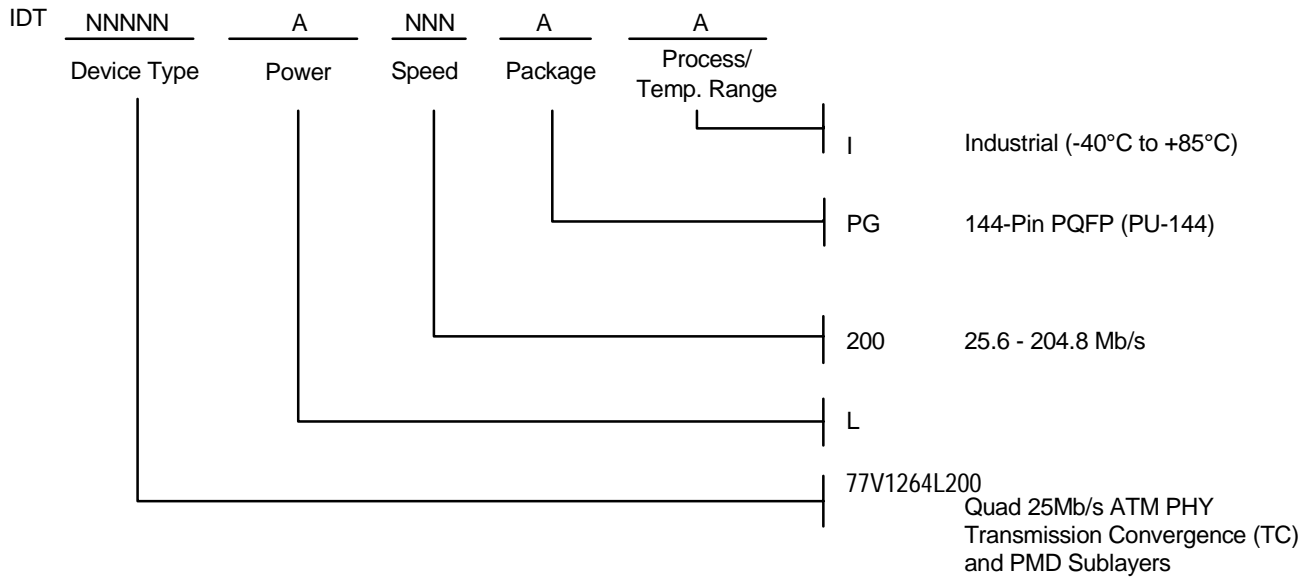 IDT NNNNN A NNN A A
Device Type Power Speed Package Process/
Temp. Range
I Industrial (-40°C to +85°C)
PG 144-Pin PQFP (PU-144)
200 25.6 - 204.8 Mb/s
L
77V1264L200
Quad 25Mb/s ATM PHY
Transmission Convergence (TC)
and PMD Sublayers